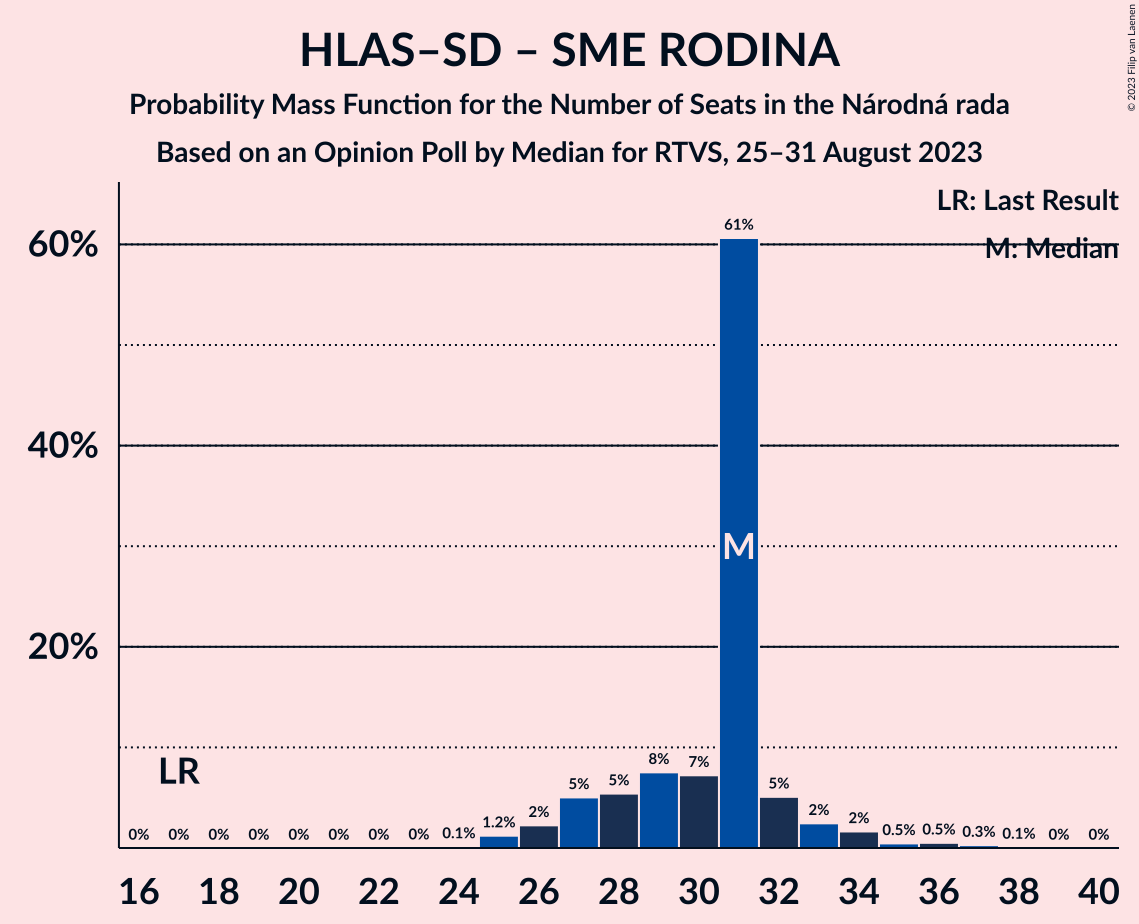 HLAS–SD – SME RODINA
Probability Mass Function for the Number of Seats in the Národná rada
Based on an Opinion Poll by Median for RTVS, 25–31 August 2023
© 2023 Filip van Laenen
LR: Last Result
M: Median
60%
40%
20%
61%
M
LR
0% 0% 0% 0% 0% 0% 0% 0% 0.1% 1.2% 2% 5% 5% 8% 7% 5% 2% 2% 0.5% 0.5% 0.3% 0.1% 0% 0%
16 18 20 22 24 26 28 30 32 34 36 38 40